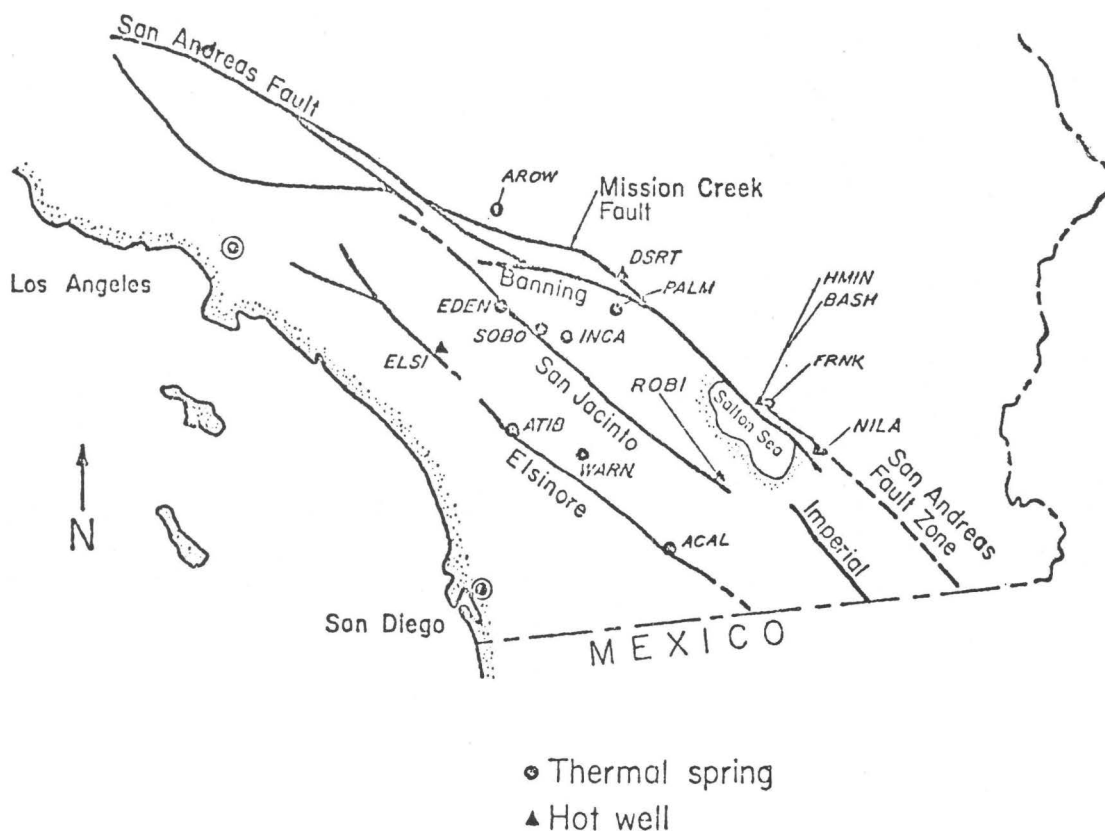 San Andreas Fault
AROW
Mission Creek
Fault
DSRT
HMIN
BASH
Los Angeles
Banning
PALM
EDEN
SOBO
INCA
FRNK
ELSI
ROBI
San Jacinto
Salton Sea
NILA
ATIB
WARN
Elsinore
San Andreas
Fault Zone
N
ACAL
Imperial
San Diego
MEXICO
Thermal spring
Hot well